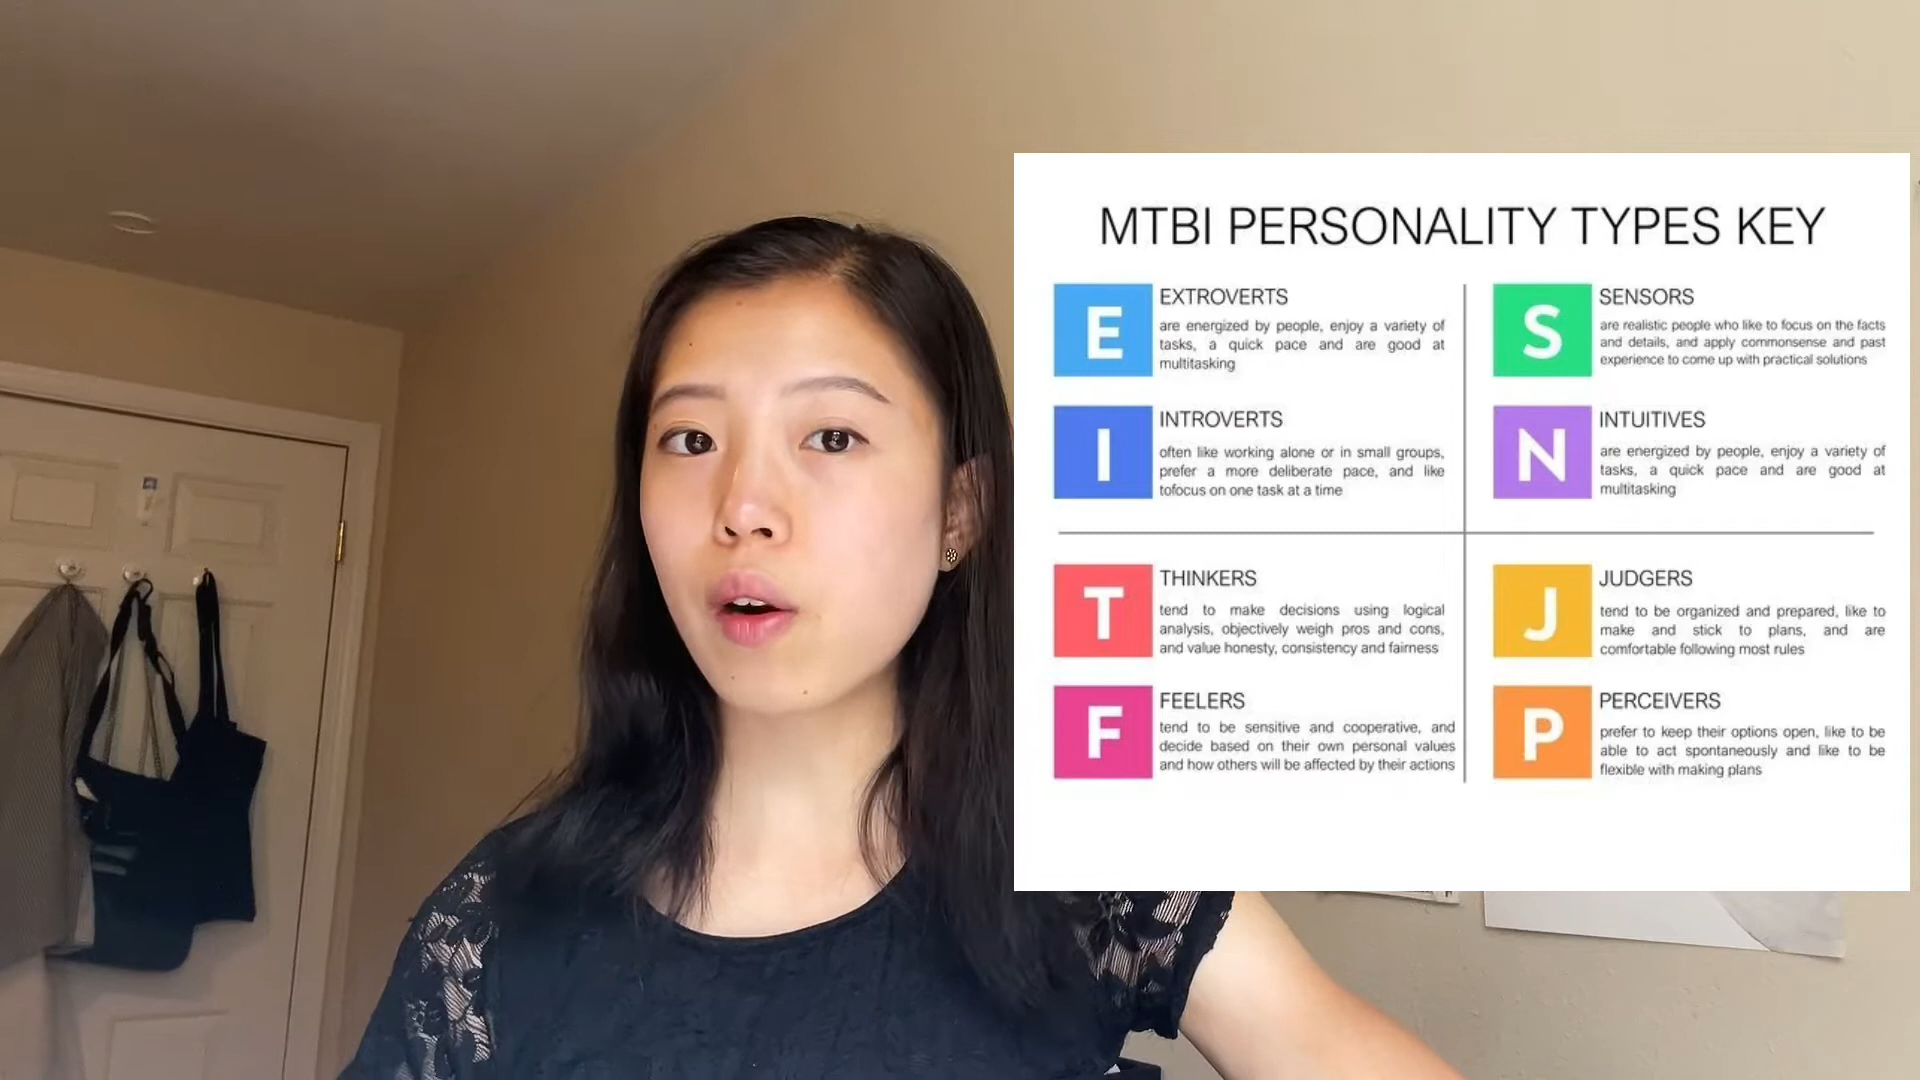 MTBI PERSONALITY TYPES KEY
E
EXTROVERTS
are energized by people, enjoy a variety of
tasks, a quick pace and are good at
multitasking
I
INTROVERTS
often like working alone or in small groups,
prefer a more deliberate pace, and like
tofocus on one task at a time
S
SENSORS
are realistic people who like to focus on the facts
and details, and apply commonsense and past
experience to come up with practical solutions
N
INTUITIVES
are energized by people, enjoy a variety of
tasks, a quick pace and are good at
multitasking
T
THINKERS
tend to make decisions using logical
analysis, objectively weigh pros and cons,
and value honesty, consistency and fairness
F
FEELERS
tend to be sensitive and cooperative, and
decide based on their own personal values
and how others will be affected by their actions
J
JUDGERS
tend to be organized and prepared, like to
make and stick to plans, and are
comfortable following most rules
P
PERCEIVERS
prefer to keep their options open, like to be
able to act spontaneously and like to be
flexible with making plans